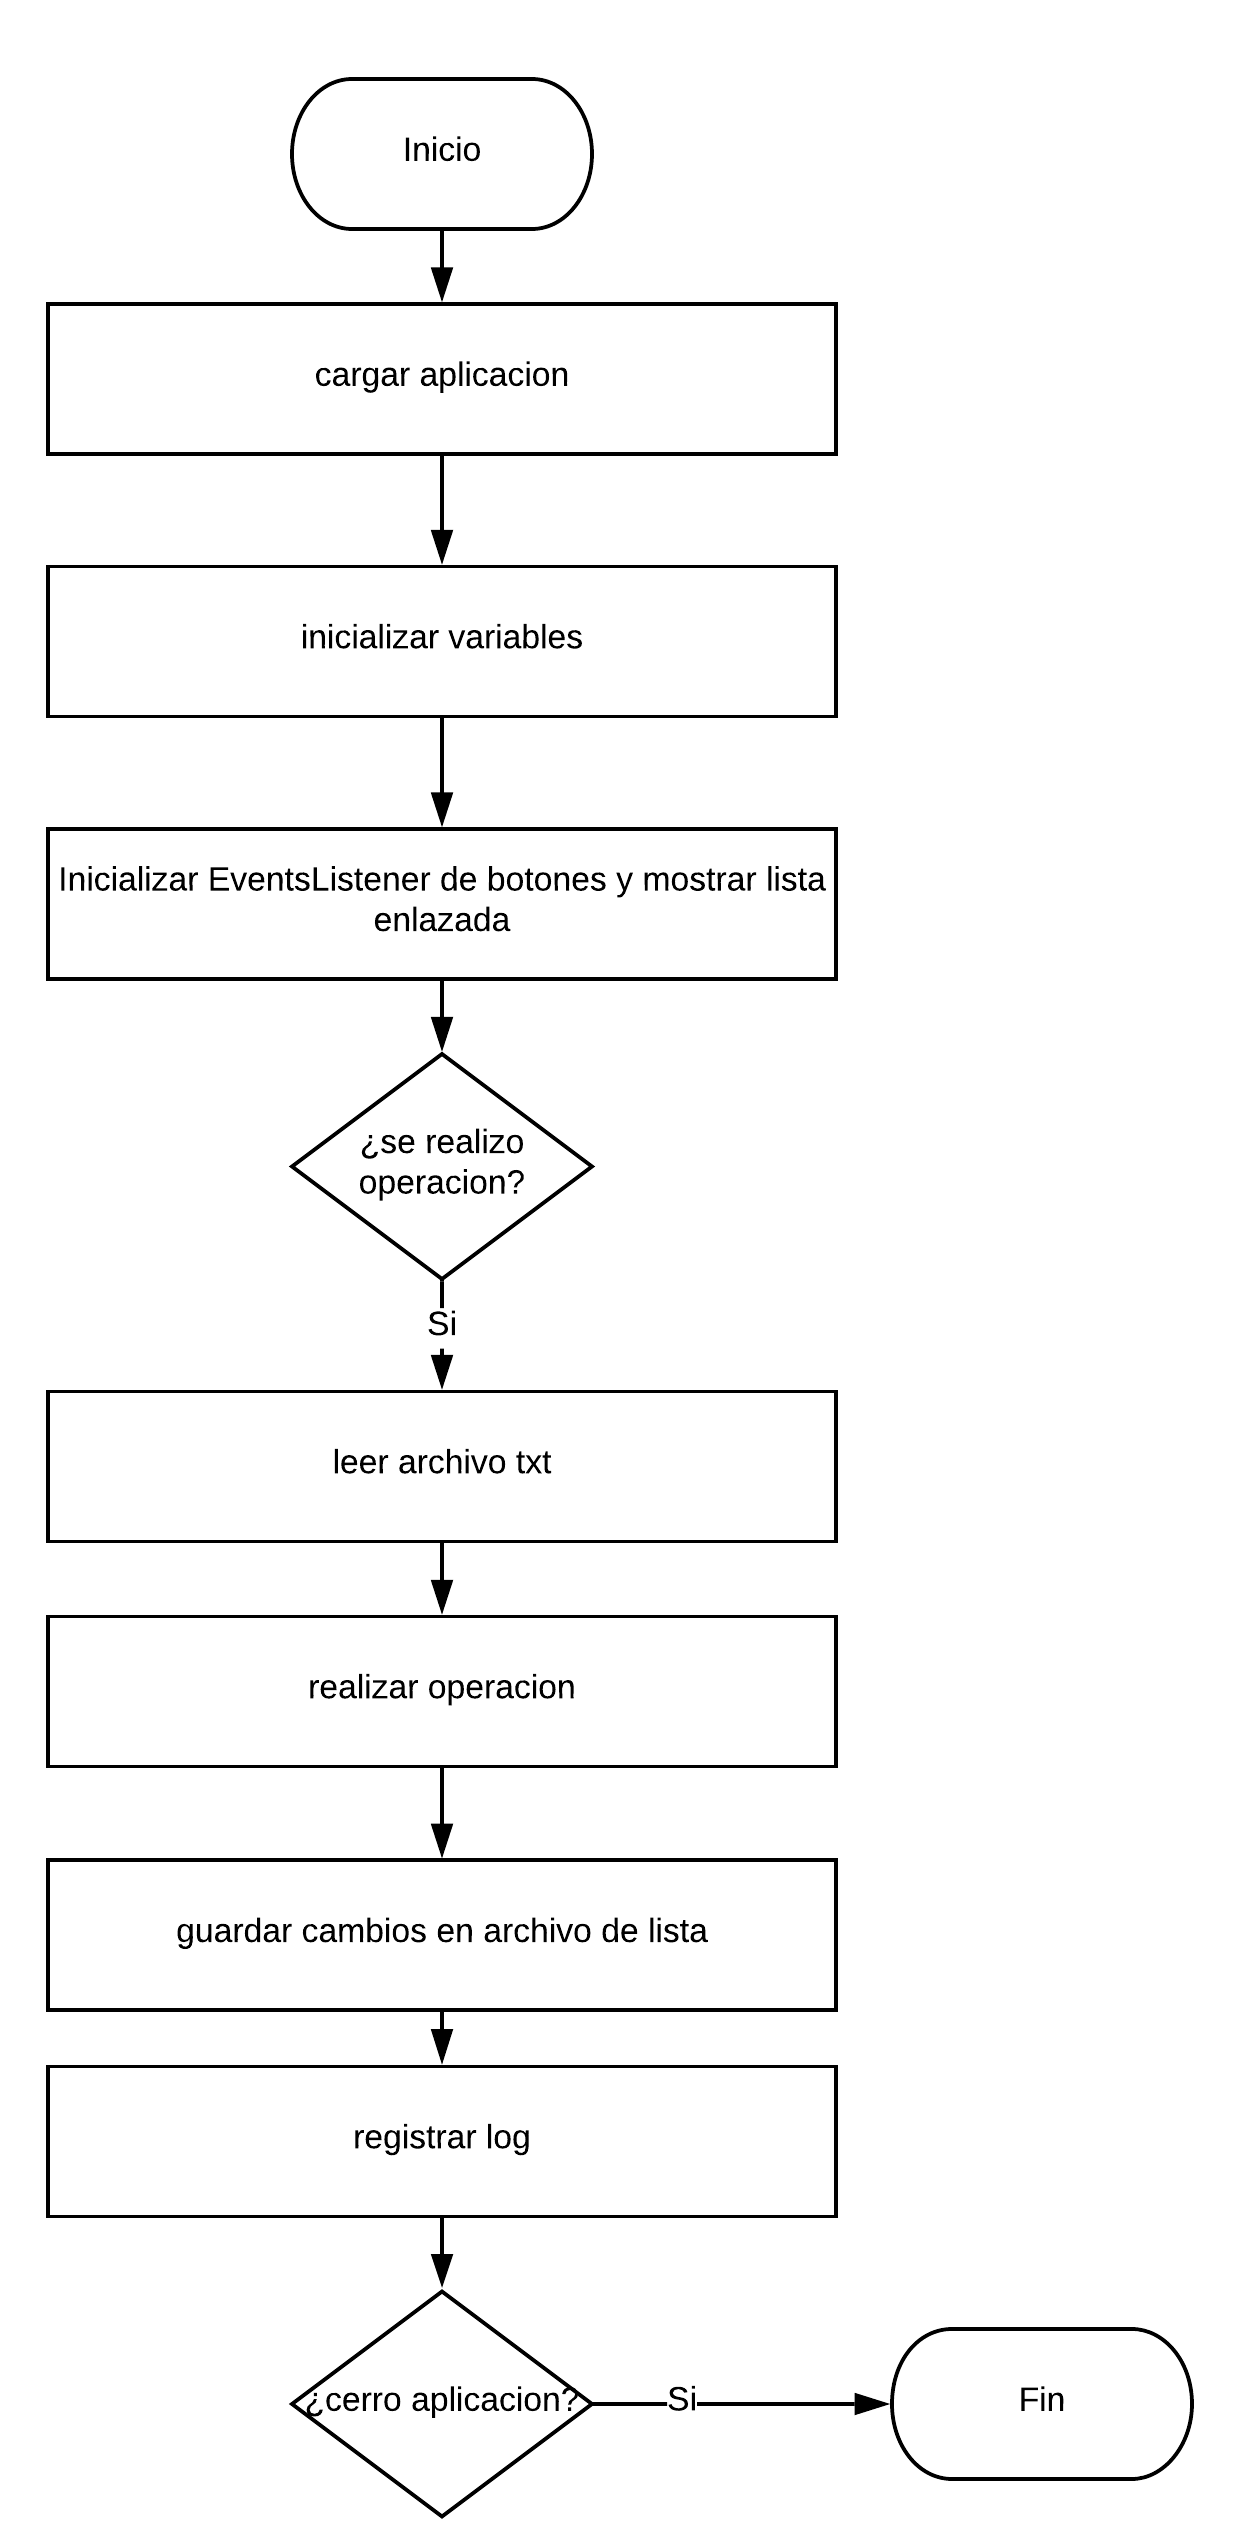 Inicio
cargar aplicacion
inicializar variables
Inicializar EventsListener de botones y mostrar lista
enlazada
¿se realizo
operacion?
Si
leer archivo txt
realizar operacion
guardar cambios en archivo de lista
registrar log
¿cerro aplicacion?
Si
Fin